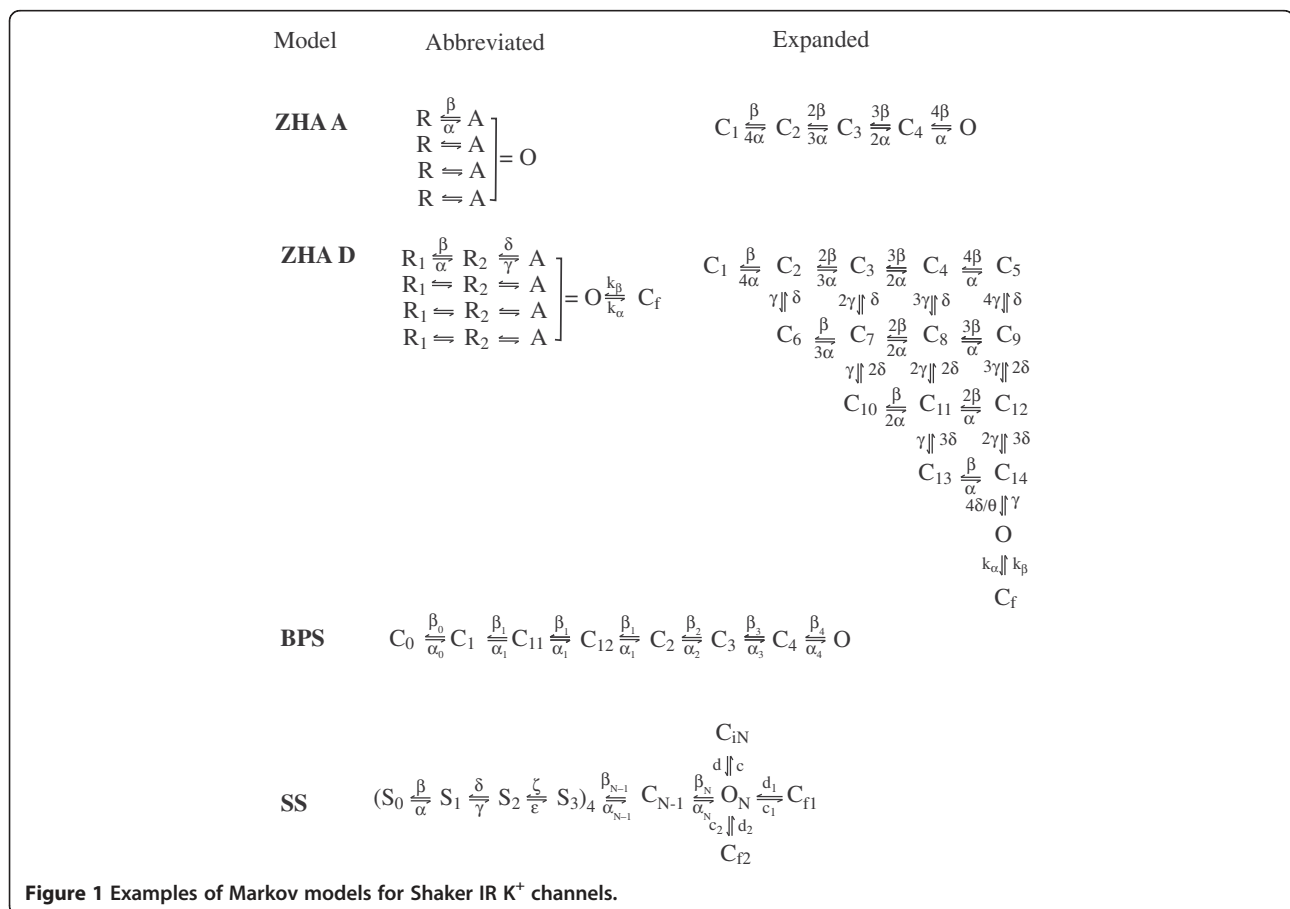 Model Abbreviated Expanded
ZHA A
β
R ⇌ A
α
R ⇌ A
R ⇌ A
R ⇌ A
= O
β 2β 3β 4β
C₁ ⇌ C₂ ⇌ C₃ ⇌ C₄ ⇌ O
4α 3α 2α α
ZHA D
β δ
R₁ ⇌ R₂ ⇌ A
α γ
R₁ ⇌ R₂ ⇌ A
R₁ ⇌ R₂ ⇌ A
R₁ ⇌ R₂ ⇌ A
kβ
= O ⇌ Cf
kα
β 2β 3β 4β
C₁ ⇌ C₂ ⇌ C₃ ⇌ C₄ ⇌ C₅
4α 3α 2α α
γ⥮δ 2γ⥮δ 3γ⥮δ 4γ⥮δ
β 2β 3β
C₆ ⇌ C₇ ⇌ C₈ ⇌ C₉
3α 2α α
γ⥮2δ 2γ⥮2δ 3γ⥮2δ
β 2β
C₁₀ ⇌ C₁₁ ⇌ C₁₂
2α α
γ⥮3δ 2γ⥮3δ
β
C₁₃ ⇌ C₁₄
α
4δ/θ⥮γ
O
kα⥮kβ
Cf
BPS
β₀ β₁ β₁ β₁ β₂ β₃ β₄
C₀ ⇌ C₁ ⇌ C₁₁ ⇌ C₁₂ ⇌ C₂ ⇌ C₃ ⇌ C₄ ⇌ O
α₀ α₁ α₁ α₁ α₂ α₃ α₄
CiN
d⥮c
SS
β δ ζ βN-1 βN d₁
(S₀ ⇌ S₁ ⇌ S₂ ⇌ S₃)₄ ⇌ CN-1 ⇌ ON ⇌ Cf1
α γ ε αN-1 αN c₁
c₂⥮d₂
Cf2
Figure 1 Examples of Markov models for Shaker IR K⁺ channels.